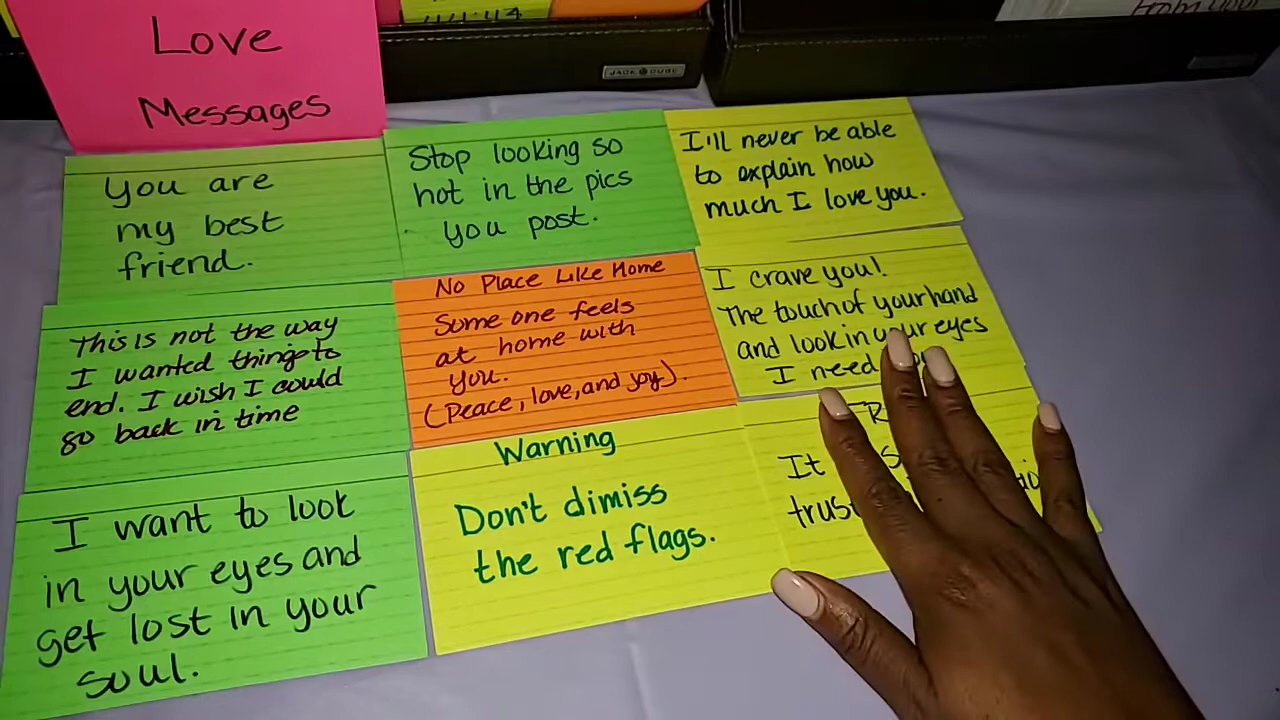 Love
Messages
11:44
JACK CUBE
You are
my best
friend.
Stop looking so
hot in the pics
you post.
I'll never be able
to explain how
much I love you.
This is not the way
I wanted things to
end. I wish I could
go back in time
No Place Like Home
Some one feels
at home with
you.
(Peace, love, and joy).
I crave you!
The touch of your hand
and look in your eyes
I need
I want to look
in your eyes and
get lost in your
soul.
Warning
Don't dimiss
the red flags.
It